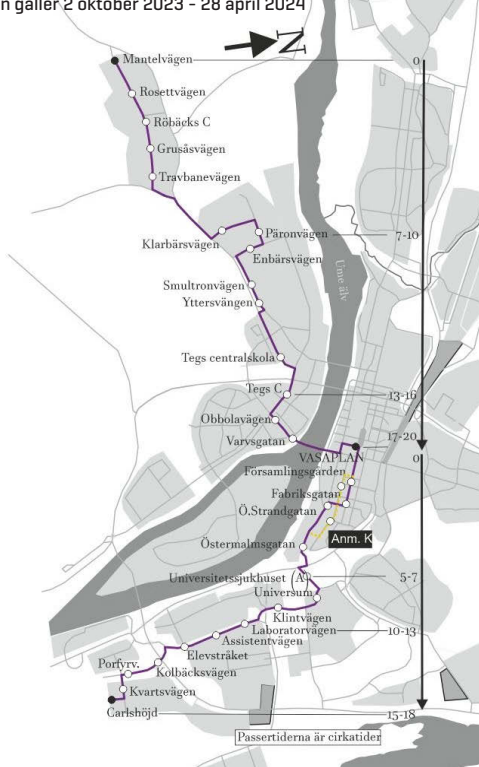 n gäller 2 oktober 2023 – 28 april 2024
N
Mantelvägen 0
Rosettvägen
Röbäcks C
Grusåsvägen
Travbanevägen
Klarbärsvägen
Päronvägen 7-10
Enbärsvägen
Ume älv
Smultronvägen
Yttersvängen
Tegs centralskola
Tegs C 13-16
Obbolavägen
Varvsgatan
17-20
VASAPLAN 0
Församlingsgården
Fabriksgatan
Ö.Strandgatan
Anm. K
Östermalmsgatan
Universitetssjukhuset (A) 5-7
Universum
Klintvägen
Laboratorvägen 10-13
Assistentvägen
Elevstråket
Kolbäcksvägen
Porfyrv.
Kvartsvägen
Carlshöjd 15-18
Passertiderna är cirkatider